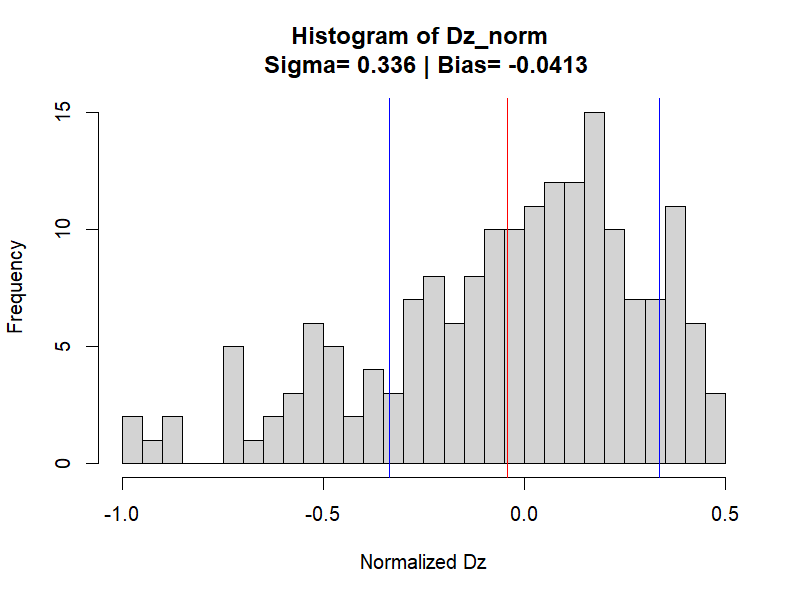 Histogram of Dz_norm
Sigma= 0.336 | Bias= -0.0413
15
10
5
0
Frequency
-1.0 -0.5 0.0 0.5
Normalized Dz